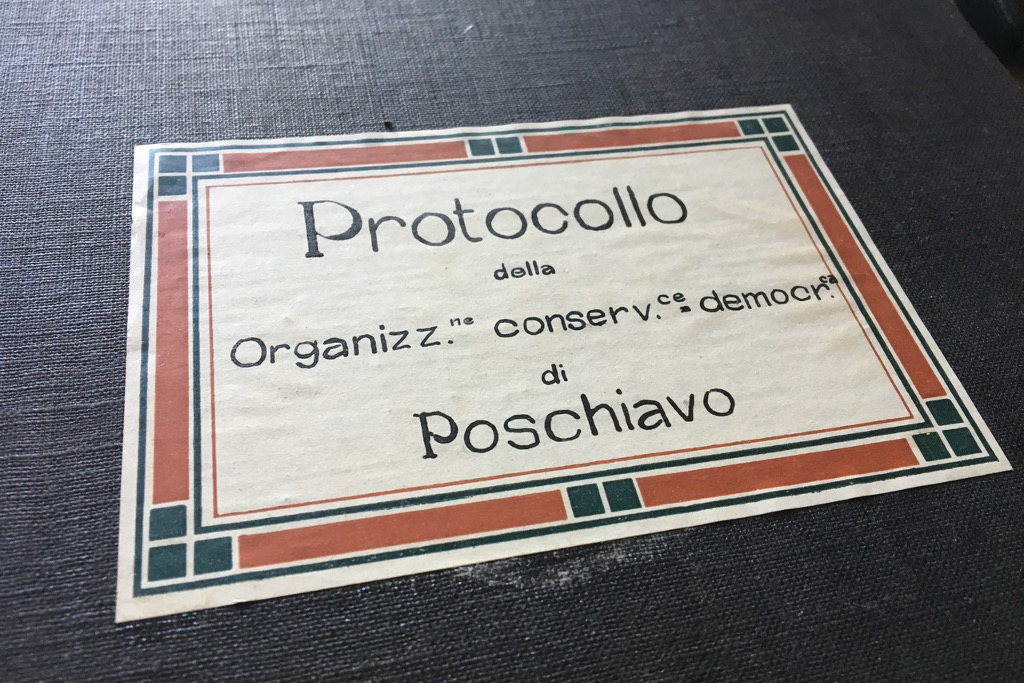 Protocollo
della
Organizz.ne conserv.ce= democr.ca
di
Poschiavo